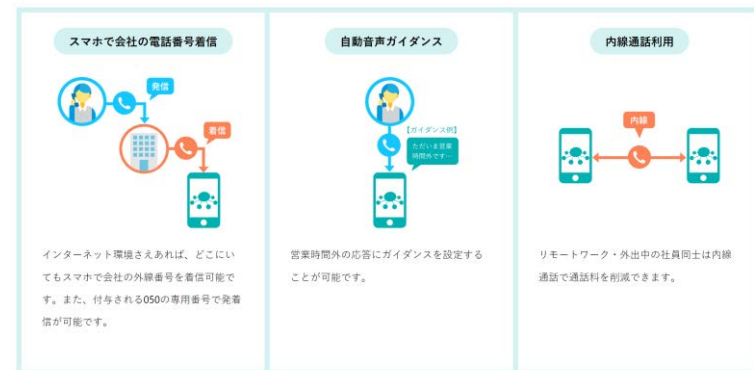 スマホで会社の電話番号着信
発信
着信
インターネット環境さえあれば、どこにい
てもスマホで会社の外線番号を着信可能で
す。また、付与される050の専用番号で発着
信が可能です。
自動音声ガイダンス
【ガイダンス例】
ただいま営業
時間外です…
営業時間外の応答にガイダンスを設定する
ことが可能です。
内線通話利用
内線
リモートワーク・外出中の社員同士は内線
通話で通話料を削減できます。